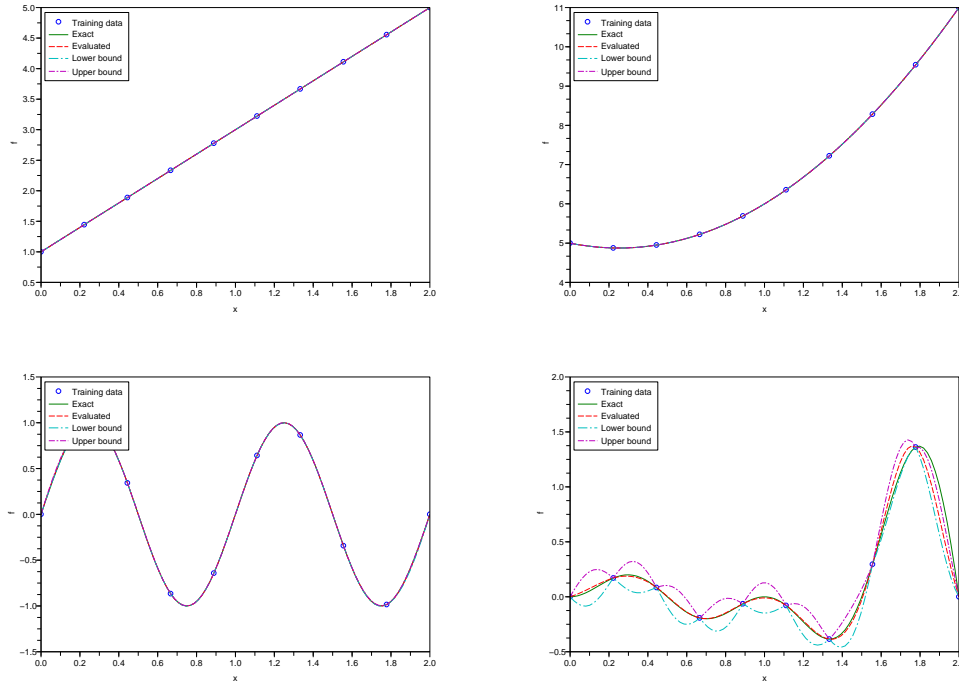 5.0
4.5
4.0
3.5
3.0
2.5
2.0
1.5
1.0
0.5
f
0.0 0.2 0.4 0.6 0.8 1.0 1.2 1.4 1.6 1.8 2.0
x
Training data
Exact
Evaluated
Lower bound
Upper bound
11
10
9
8
7
6
5
4
f
0.0 0.2 0.4 0.6 0.8 1.0 1.2 1.4 1.6 1.8 2.0
x
Training data
Exact
Evaluated
Lower bound
Upper bound
1.5
1.0
0.5
0.0
−0.5
−1.0
−1.5
f
0.0 0.2 0.4 0.6 0.8 1.0 1.2 1.4 1.6 1.8 2.0
x
Training data
Exact
Evaluated
Lower bound
Upper bound
2.0
1.5
1.0
0.5
0.0
−0.5
f
0.0 0.2 0.4 0.6 0.8 1.0 1.2 1.4 1.6 1.8 2.0
x
Training data
Exact
Evaluated
Lower bound
Upper bound